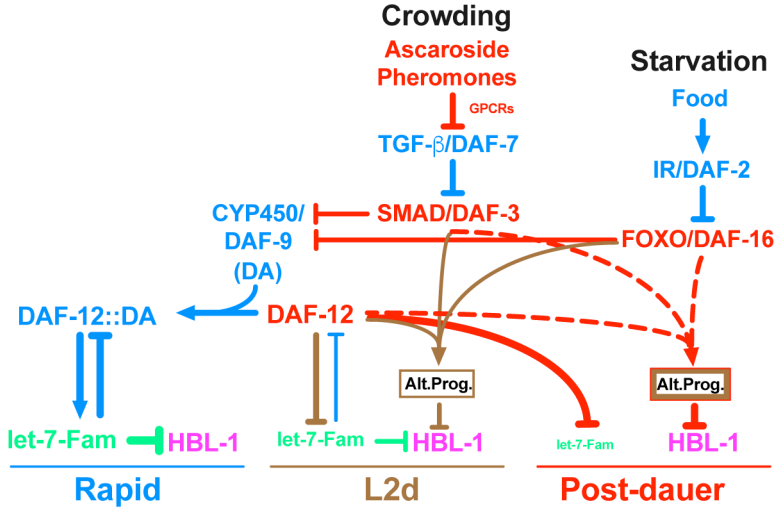 Crowding
Ascaroside
Pheromones
GPCRs
Starvation
Food
TGF-β/DAF-7
IR/DAF-2
CYP450/
DAF-9
(DA)
SMAD/DAF-3
FOXO/DAF-16
DAF-12::DA
DAF-12
Alt.Prog.
Alt.Prog.
let-7-Fam
HBL-1
let-7-Fam
HBL-1
let-7-Fam
HBL-1
Rapid
L2d
Post-dauer